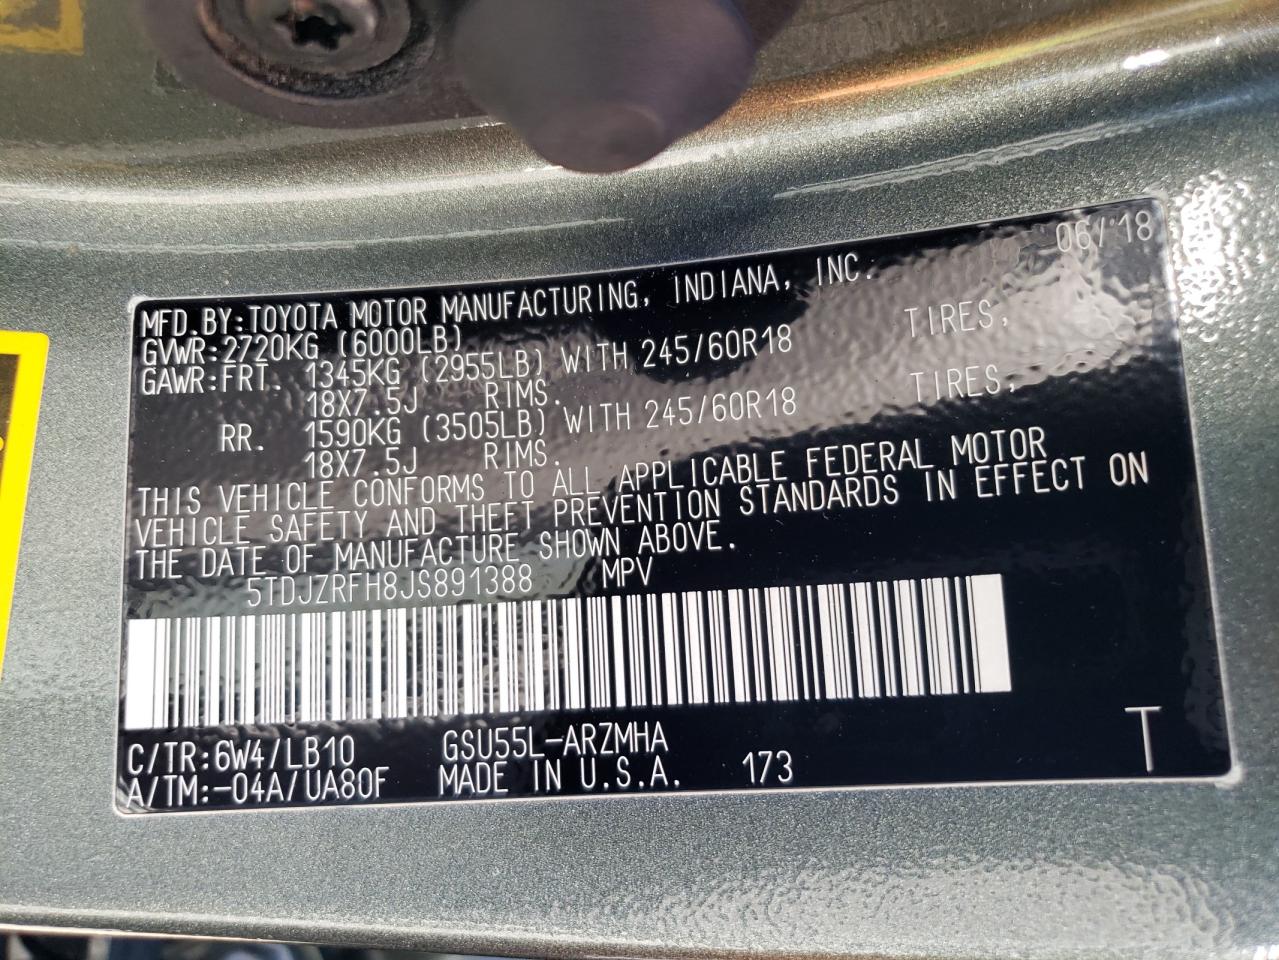 06/18
MFD.BY:TOYOTA MOTOR MANUFACTURING, INDIANA, INC.
GVWR:2720KG (6000LB)
GAWR:FRT. 1345KG (2955LB) WITH 245/60R18 TIRES,
18X7.5J RIMS.
RR. 1590KG (3505LB) WITH 245/60R18 TIRES,
18X7.5J RIMS.
THIS VEHICLE CONFORMS TO ALL APPLICABLE FEDERAL MOTOR
VEHICLE SAFETY AND THEFT PREVENTION STANDARDS IN EFFECT ON
THE DATE OF MANUFACTURE SHOWN ABOVE.
5TDJZRFH8JS891388 MPV
C/TR:6W4/LB10 GSU55L-ARZMHA
A/TM:-04A/UA80F MADE IN U.S.A. 173 T